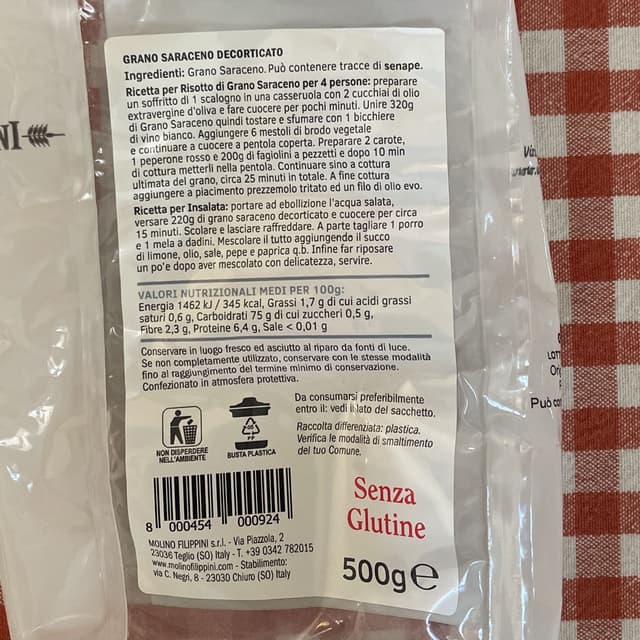 GRANO SARACENO DECORTICATO
Ingredienti: Grano Saraceno. Può contenere tracce di senape.
Ricetta per Risotto di Grano Saraceno per 4 persone: preparare
un soffritto di 1 scalogno in una casseruola con 2 cucchiai di olio
extravergine d'oliva e fare cuocere per pochi minuti. Unire 320g
di Grano Saraceno quindi tostare e sfumare con 1 bicchiere
di vino bianco. Aggiungere 6 mestoli di brodo vegetale
e continuare a cuocere a pentola coperta. Preparare 2 carote,
1 peperone rosso e 200g di fagiolini a pezzetti e dopo 10 min
di cottura metterli nella pentola. Continuare sino a cottura
ultimata del grano, circa 25 minuti in totale. A fine cottura
aggiungere a piacimento prezzemolo tritato ed un filo di olio evo.
Ricetta per Insalata: portare ad ebollizione l'acqua salata,
versare 220g di grano saraceno decorticato e cuocere per circa
15 minuti. Scolare e lasciare raffreddare. A parte tagliare 1 porro
e 1 mela a dadini. Mescolare il tutto aggiungendo il succo
di limone, olio, sale, pepe e paprica q.b. Infine far riposare
un po'e dopo aver mescolato con delicatezza, servire.
VALORI NUTRIZIONALI MEDI PER 100g:
Energia 1462 kJ / 345 kcal, Grassi 1,7 g di cui acidi grassi
saturi 0,6 g, Carboidrati 75 g di cui zuccheri 0,5 g,
Fibre 2,3 g, Proteine 6,4 g, Sale < 0,01 g
Conservare in luogo fresco ed asciutto al riparo da fonti di luce.
Se non completamente utilizzato, conservare con le stesse modalità
fino al raggiungimento del termine minimo di conservazione.
Confezionato in atmosfera protettiva.
Da consumarsi preferibilmente
entro il: vedi lato del sacchetto.
Raccolta differenziata: plastica.
Verifica le modalità di smaltimento
del tuo Comune.
NON DISPERDERE
NELL'AMBIENTE
PP
BUSTA PLASTICA
8 000454 000924
Senza
Glutine
500g e
MOLINO FILIPPINI s.r.l. - Via Piazzola, 2
23036 Teglio (SO) Italy - T. +39 0342 782015
www.molinofilippini.com - Stabilimento:
via C. Negri, 8 - 23030 Chiuro (SO) Italy
NI
LOT
Ori
Può con